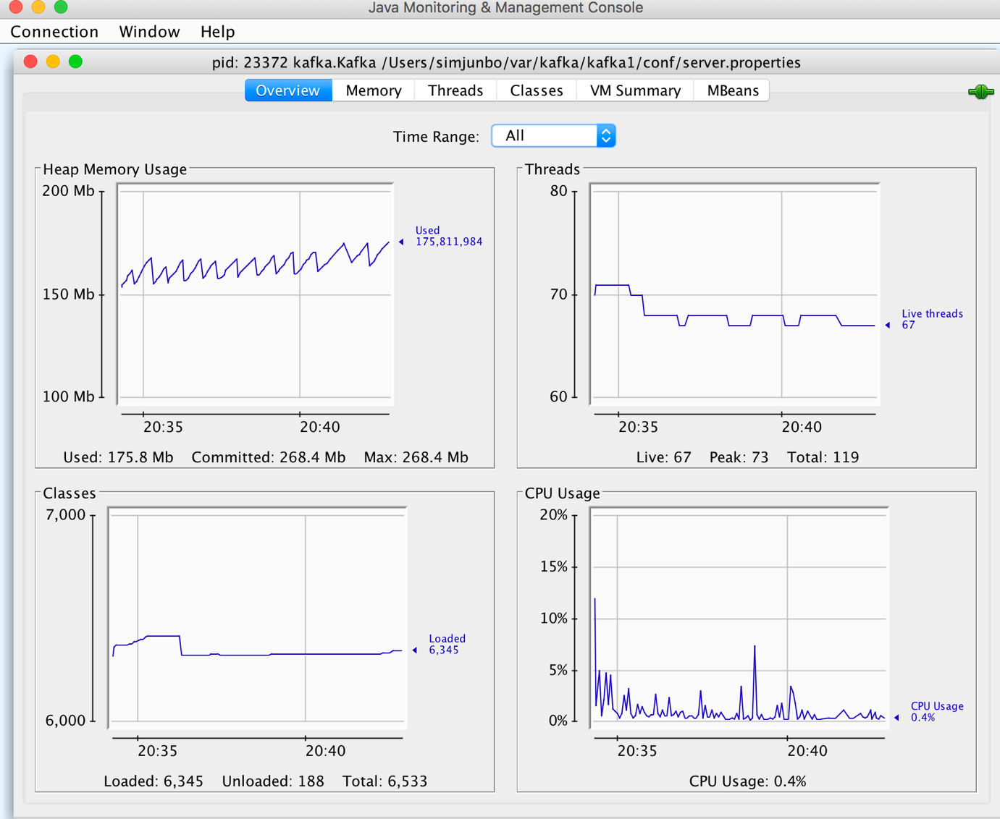 Java Monitoring & Management Console
Connection Window Help
pid: 23372 kafka.Kafka /Users/simjunbo/var/kafka/kafka1/conf/server.properties
Overview Memory Threads Classes VM Summary MBeans
Time Range: All
Heap Memory Usage
200 Mb
150 Mb
100 Mb
Used
175,811,984
20:35 20:40
Used: 175.8 Mb Committed: 268.4 Mb Max: 268.4 Mb
Threads
80
70
60
Live threads
67
20:35 20:40
Live: 67 Peak: 73 Total: 119
Classes
7,000
6,000
Loaded
6,345
20:35 20:40
Loaded: 6,345 Unloaded: 188 Total: 6,533
CPU Usage
20%
15%
10%
5%
0%
CPU Usage
0.4%
20:35 20:40
CPU Usage: 0.4%